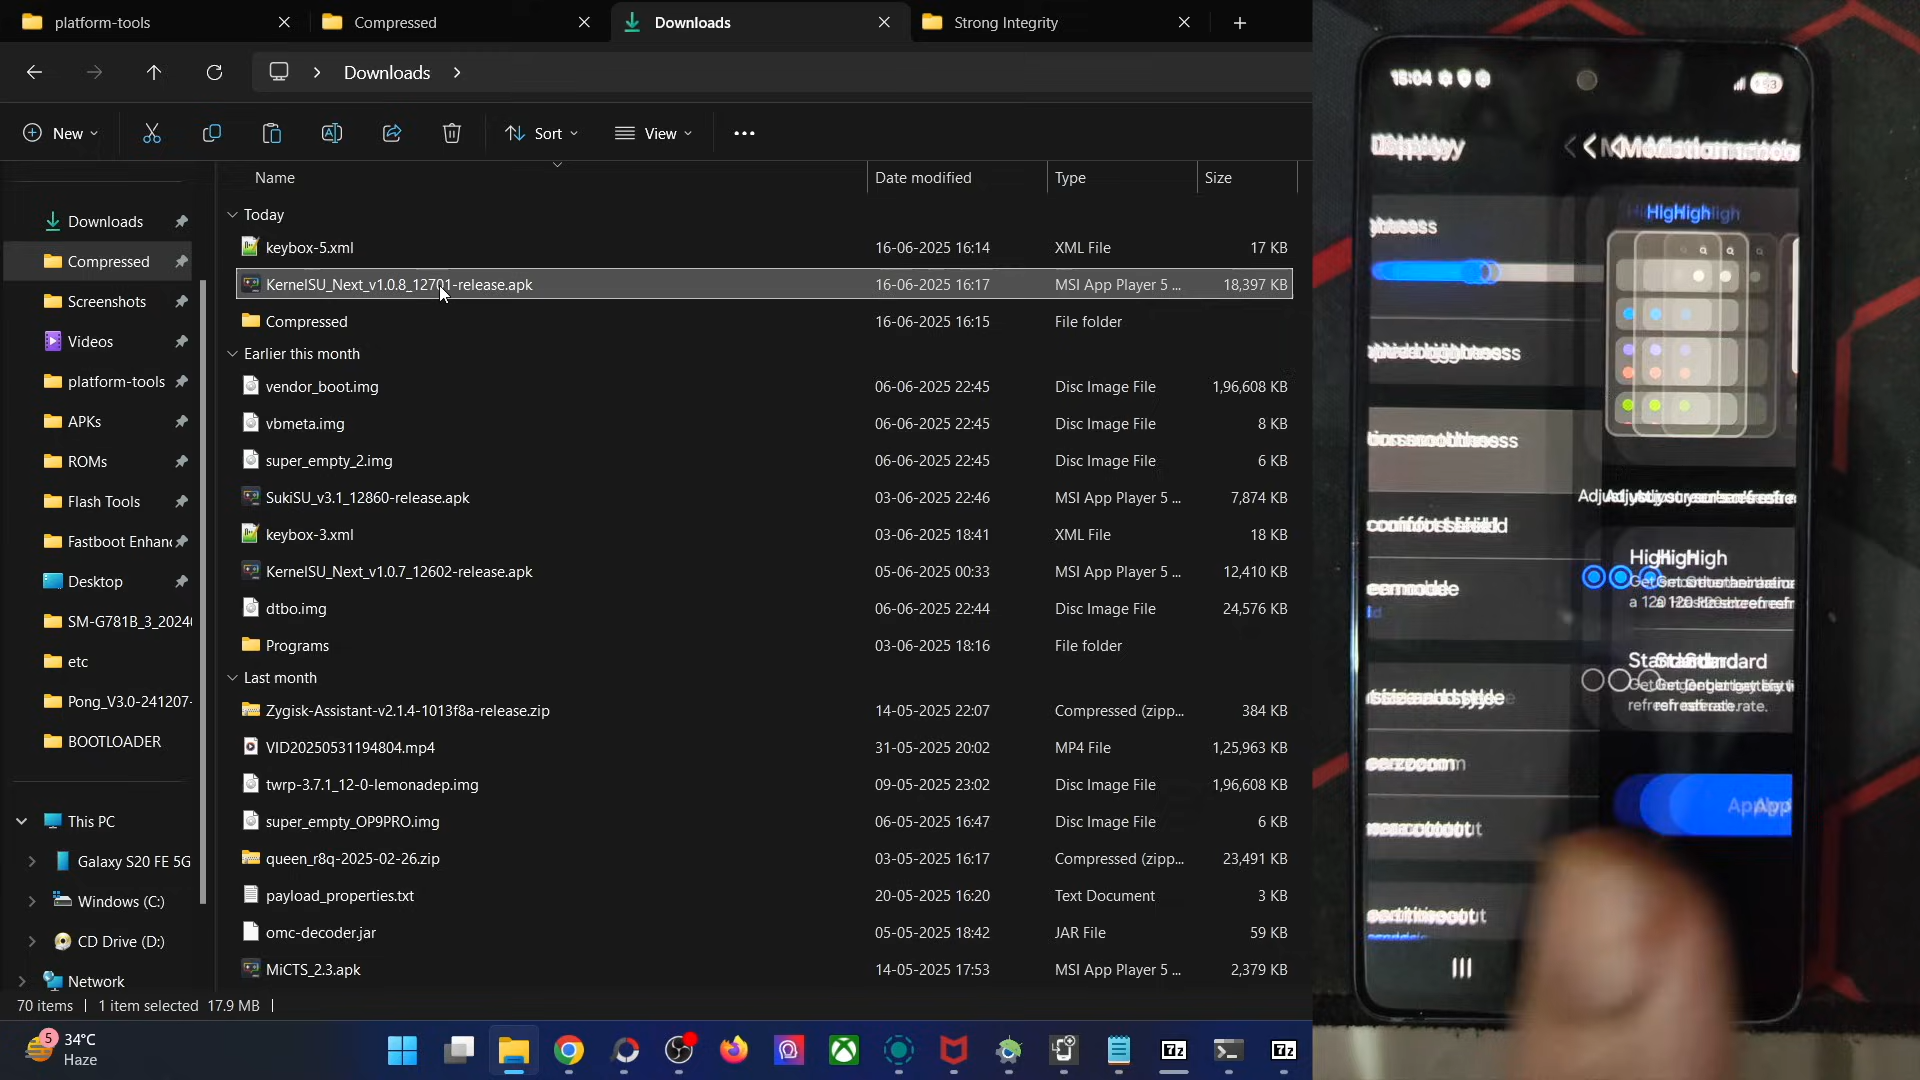 platform-tools
Compressed
Downloads
Strong Integrity
Downloads
New
Sort
View
Name
Date modified
Type
Size
Today
keybox-5.xml 16-06-2025 16:14 XML File 17 KB
KernelSU_Next_v1.0.8_12701-release.apk 16-06-2025 16:17 MSI App Player 5 ... 18,397 KB
Compressed 16-06-2025 16:15 File folder
Earlier this month
vendor_boot.img 06-06-2025 22:45 Disc Image File 1,96,608 KB
vbmeta.img 06-06-2025 22:45 Disc Image File 8 KB
super_empty_2.img 06-06-2025 22:45 Disc Image File 6 KB
SukiSU_v3.1_12860-release.apk 03-06-2025 22:46 MSI App Player 5 ... 7,874 KB
keybox-3.xml 03-06-2025 18:41 XML File 18 KB
KernelSU_Next_v1.0.7_12602-release.apk 05-06-2025 00:33 MSI App Player 5 ... 12,410 KB
dtbo.img 06-06-2025 22:44 Disc Image File 24,576 KB
Programs 03-06-2025 18:16 File folder
Last month
Zygisk-Assistant-v2.1.4-1013f8a-release.zip 14-05-2025 22:07 Compressed (zipp... 384 KB
VID20250531194804.mp4 31-05-2025 20:02 MP4 File 1,25,963 KB
twrp-3.7.1_12-0-lemonadep.img 09-05-2025 23:02 Disc Image File 1,96,608 KB
super_empty_OP9PRO.img 06-05-2025 16:47 Disc Image File 6 KB
queen_r8q-2025-02-26.zip 03-05-2025 16:17 Compressed (zipp... 23,491 KB
payload_properties.txt 20-05-2025 16:20 Text Document 3 KB
omc-decoder.jar 05-05-2025 18:42 JAR File 59 KB
MiCTS_2.3.apk 14-05-2025 17:53 MSI App Player 5 ... 2,379 KB
Downloads
Compressed
Screenshots
Videos
platform-tools
APKs
ROMs
Flash Tools
Fastboot Enhanc
Desktop
SM-G781B_3_2024
etc
Pong_V3.0-241207-
BOOTLOADER
This PC
Galaxy S20 FE 5G
Windows (C:)
CD Drive (D:)
Network
70 items
1 item selected 17.9 MB
5
34°C
Haze
7z
7z
15:04
Display
High
High
Standard
refresh rate.
Apply